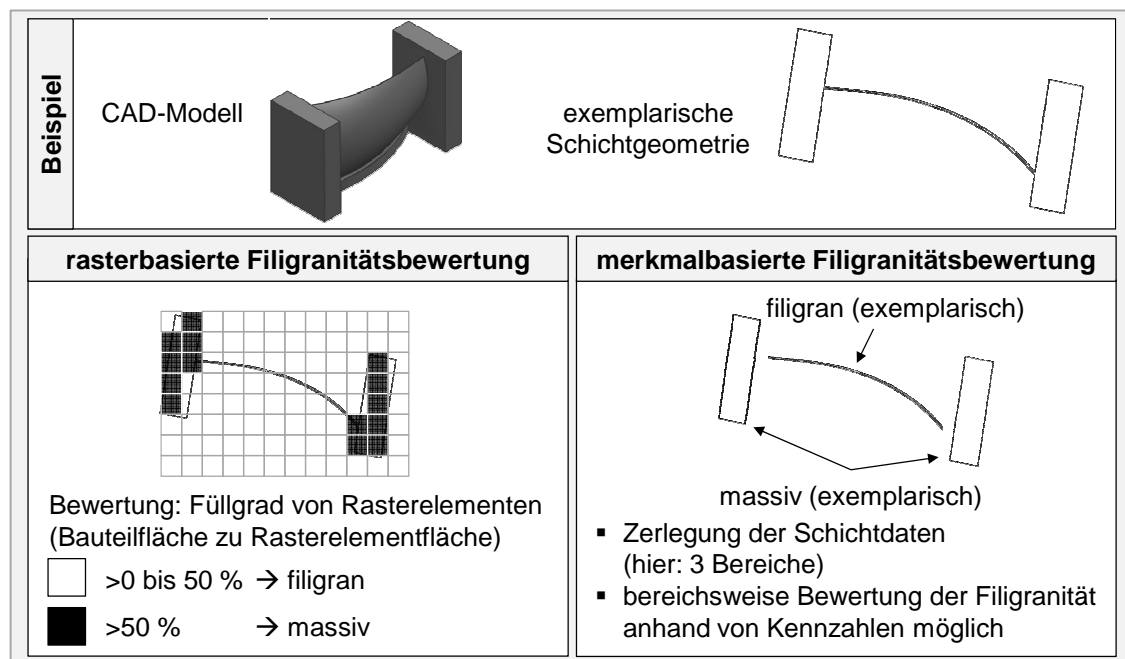 Beispiel
CAD-Modell
exemplarische
Schichtgeometrie
rasterbasierte Filigranitätsbewertung
Bewertung: Füllgrad von Rasterelementen
(Bauteilfläche zu Rasterelementfläche)
>0 bis 50 % → filigran
>50 % → massiv
merkmalbasierte Filigranitätsbewertung
filigran (exemplarisch)
massiv (exemplarisch)
▪ Zerlegung der Schichtdaten
(hier: 3 Bereiche)
▪ bereichsweise Bewertung der Filigranität
anhand von Kennzahlen möglich